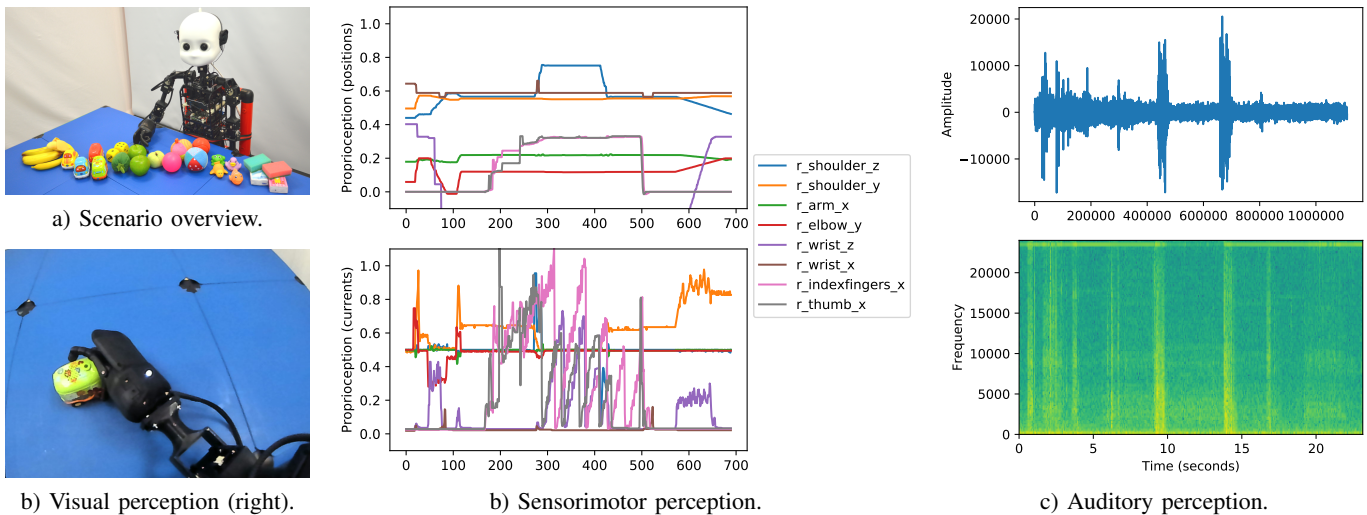 a) Scenario overview.
b) Visual perception (right).
Proprioception (positions)
1.0
0.8
0.6
0.4
0.2
0.0
0 100 200 300 400 500 600 700
Proprioception (currents)
1.0
0.8
0.6
0.4
0.2
0.0
0 100 200 300 400 500 600 700
r_shoulder_z
r_shoulder_y
r_arm_x
r_elbow_y
r_wrist_z
r_wrist_x
r_indexfingers_x
r_thumb_x
b) Sensorimotor perception.
Amplitude
20000
10000
0
−10000
0 200000 400000 600000 800000 1000000
Frequency
20000
15000
10000
5000
0
0 5 10 15 20
Time (seconds)
c) Auditory perception.